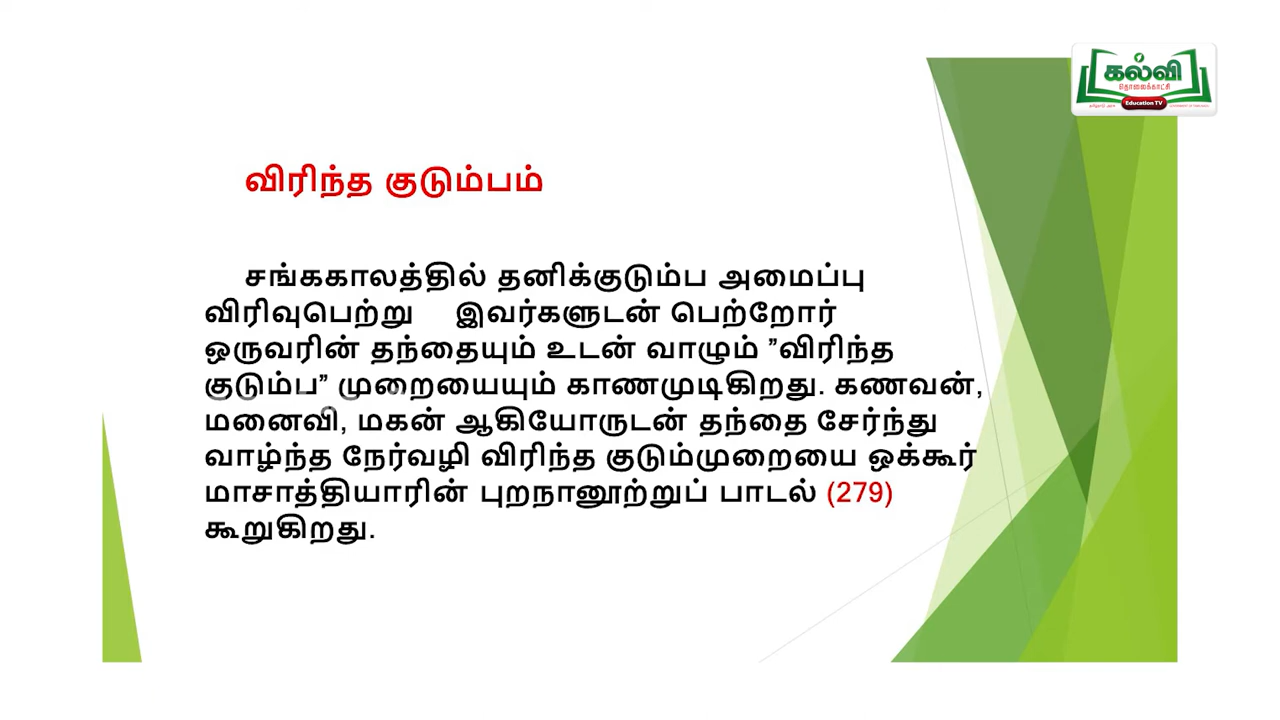 கல்வி
தொலைக்காட்சி
Education TV
விரிந்த குடும்பம்
சங்ககாலத்தில் தனிக்குடும்ப அமைப்பு
விரிவுபெற்று இவர்களுடன் பெற்றோர்
ஒருவரின் தந்தையும் உடன் வாழும் ”விரிந்த
குடும்ப” முறையையும் காணமுடிகிறது. கணவன்,
மனைவி, மகன் ஆகியோருடன் தந்தை சேர்ந்து
வாழ்ந்த நேர்வழி விரிந்த குடும்முறையை ஒக்கூர்
மாசாத்தியாரின் புறநானூற்றுப் பாடல் (279)
கூறுகிறது.